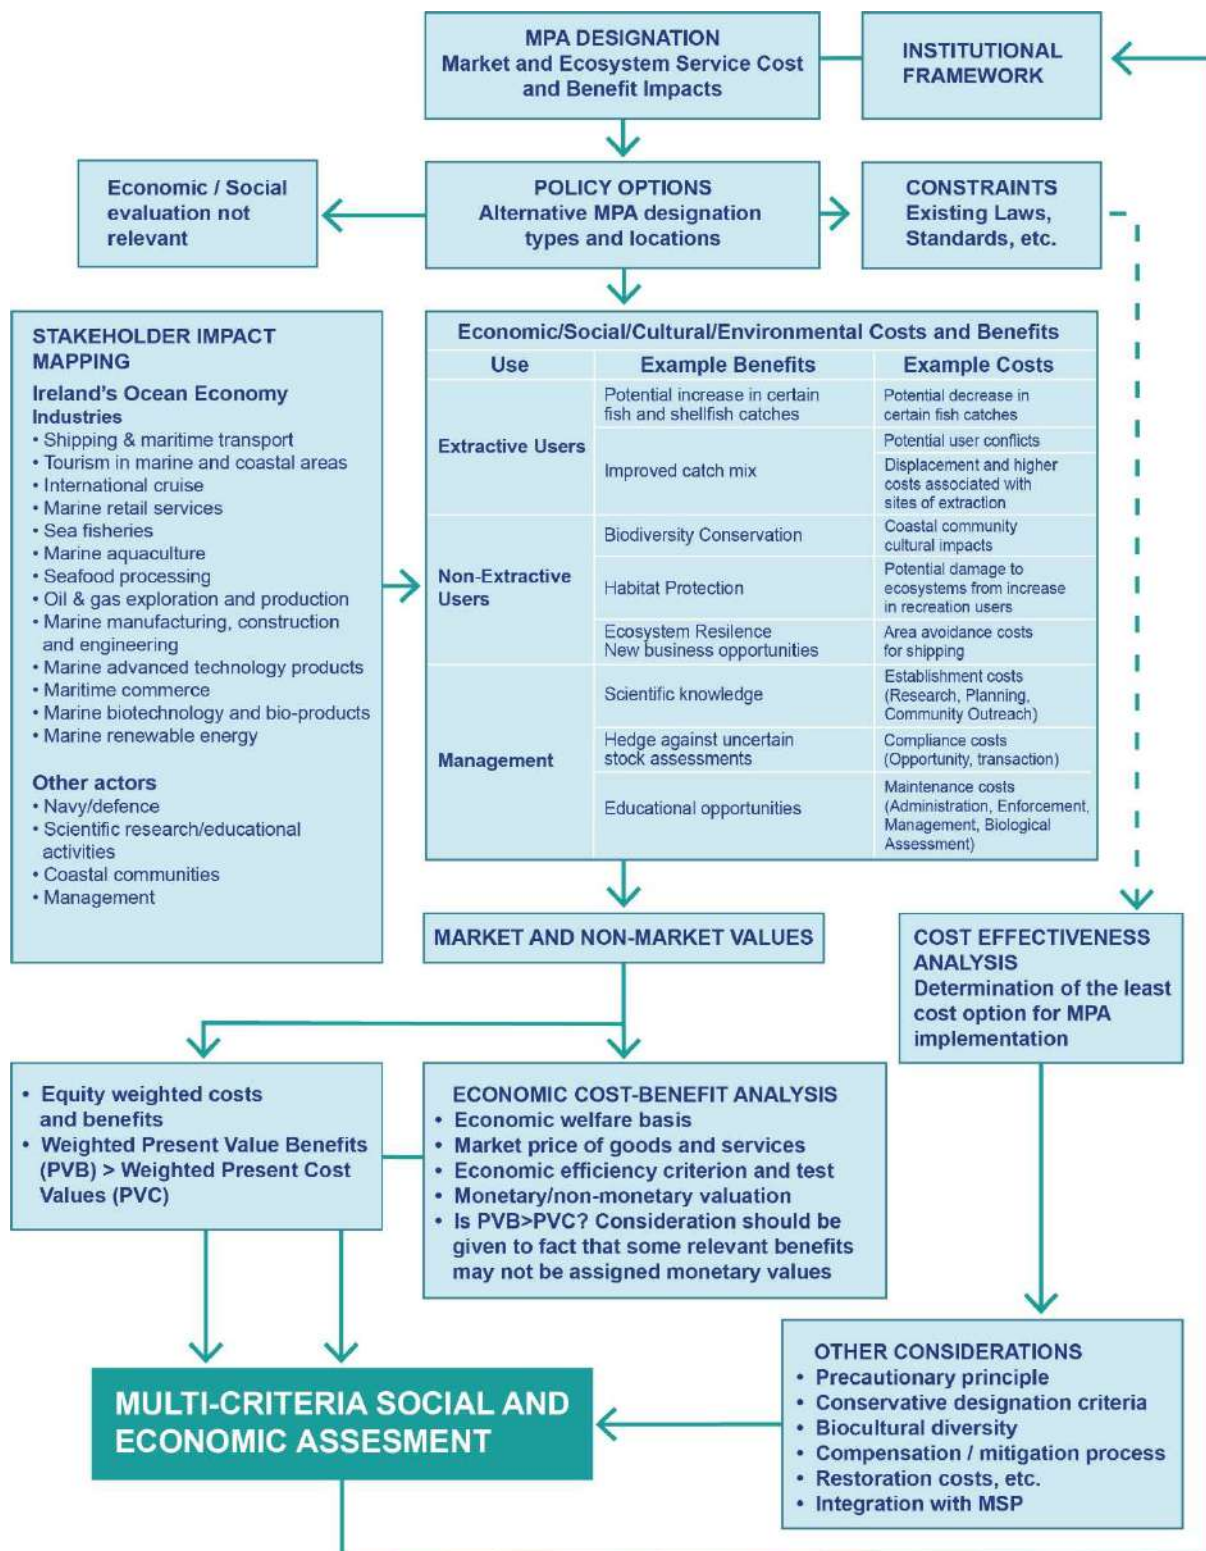 MPA DESIGNATION
Market and Ecosystem Service Cost
and Benefit Impacts
INSTITUTIONAL
FRAMEWORK
Economic / Social
evaluation not
relevant
POLICY OPTIONS
Alternative MPA designation
types and locations
CONSTRAINTS
Existing Laws,
Standards, etc.
STAKEHOLDER IMPACT
MAPPING
Ireland's Ocean Economy
Industries
• Shipping & maritime transport
• Tourism in marine and coastal areas
• International cruise
• Marine retail services
• Sea fisheries
• Marine aquaculture
• Seafood processing
• Oil & gas exploration and production
• Marine manufacturing, construction
and engineering
• Marine advanced technology products
• Maritime commerce
• Marine biotechnology and bio-products
• Marine renewable energy
Other actors
• Navy/defence
• Scientific research/educational
activities
• Coastal communities
• Management
Economic/Social/Cultural/Environmental Costs and Benefits
Use
Example Benefits
Example Costs
Extractive Users
Potential increase in certain
fish and shellfish catches
Potential decrease in
certain fish catches
Improved catch mix
Potential user conflicts
Displacement and higher
costs associated with
sites of extraction
Non-Extractive
Users
Biodiversity Conservation
Coastal community
cultural impacts
Habitat Protection
Potential damage to
ecosystems from increase
in recreation users
Ecosystem Resilence
New business opportunities
Area avoidance costs
for shipping
Management
Scientific knowledge
Establishment costs
(Research, Planning,
Community Outreach)
Hedge against uncertain
stock assessments
Compliance costs
(Opportunity, transaction)
Educational opportunities
Maintenance costs
(Administration, Enforcement,
Management, Biological
Assessment)
MARKET AND NON-MARKET VALUES
COST EFFECTIVENESS
ANALYSIS
Determination of the least
cost option for MPA
implementation
• Equity weighted costs
and benefits
• Weighted Present Value Benefits
(PVB) > Weighted Present Cost
Values (PVC)
ECONOMIC COST-BENEFIT ANALYSIS
• Economic welfare basis
• Market price of goods and services
• Economic efficiency criterion and test
• Monetary/non-monetary valuation
• Is PVB>PVC? Consideration should be
given to fact that some relevant benefits
may not be assigned monetary values
OTHER CONSIDERATIONS
• Precautionary principle
• Conservative designation criteria
• Biocultural diversity
• Compensation / mitigation process
• Restoration costs, etc.
• Integration with MSP
MULTI-CRITERIA SOCIAL AND
ECONOMIC ASSESMENT